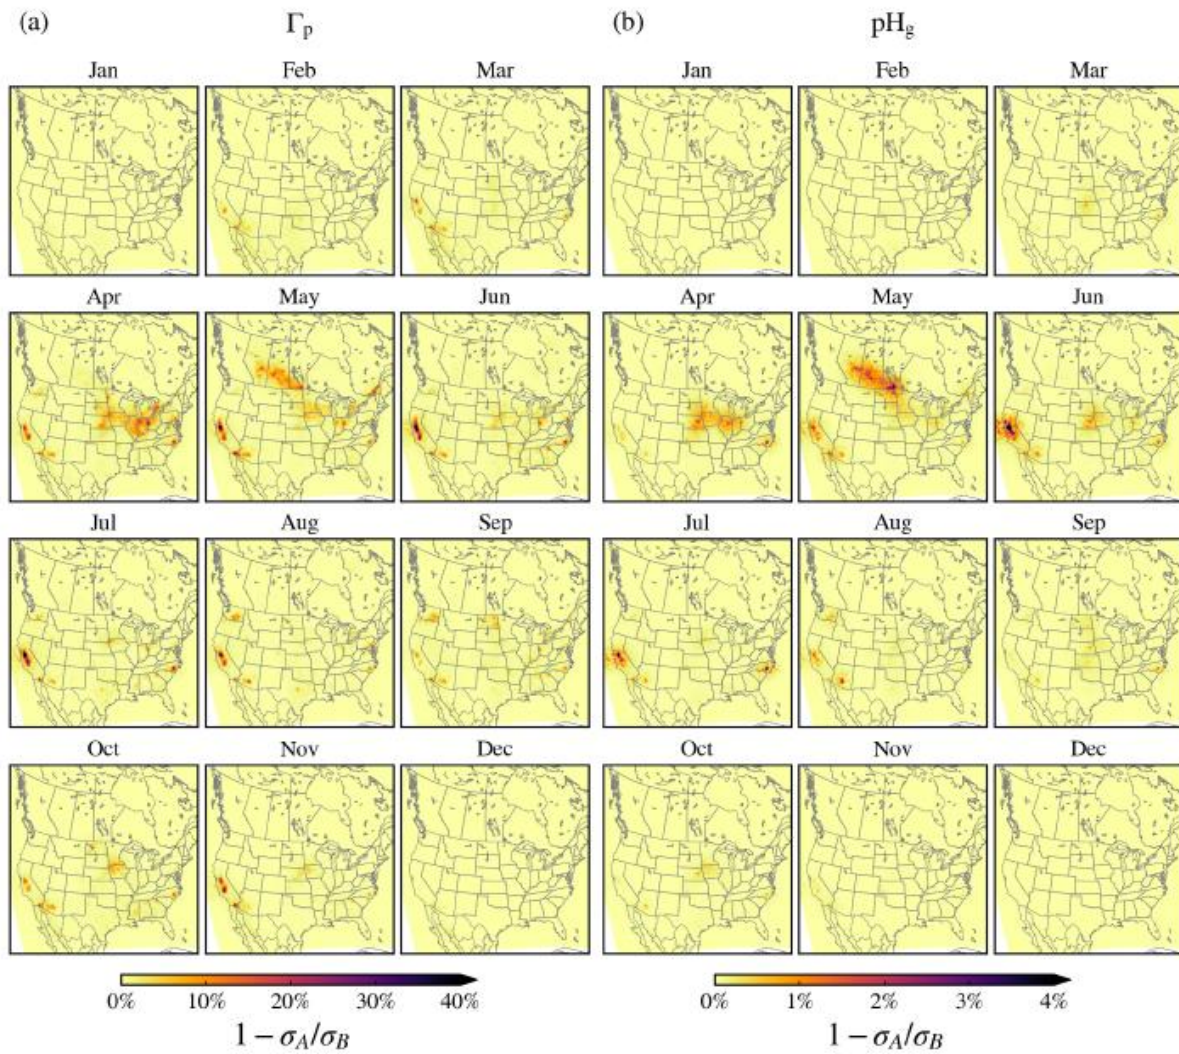 (a) Γp (b) pHg
Jan Feb Mar Jan Feb Mar
Apr May Jun Apr May Jun
Jul Aug Sep Jul Aug Sep
Oct Nov Dec Oct Nov Dec
0% 10% 20% 30% 40% 0% 1% 2% 3% 4%
1 − σA/σB 1 − σA/σB